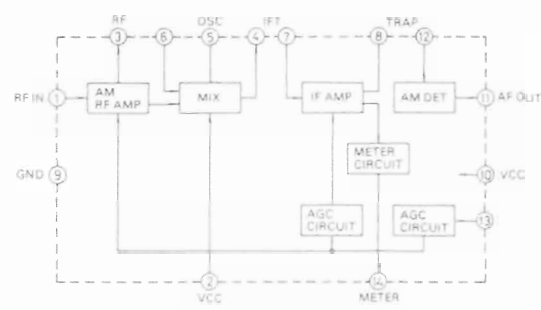 RF OSC IFT TRAP
3 6 5 4 7 8 12
RF IN 1 AM RF AMP MIX IF AMP AM DET 11 AF OUT
METER CIRCUIT
GND 9 10 VCC
AGC CIRCUIT AGC CIRCUIT 13
2 14
VCC METER